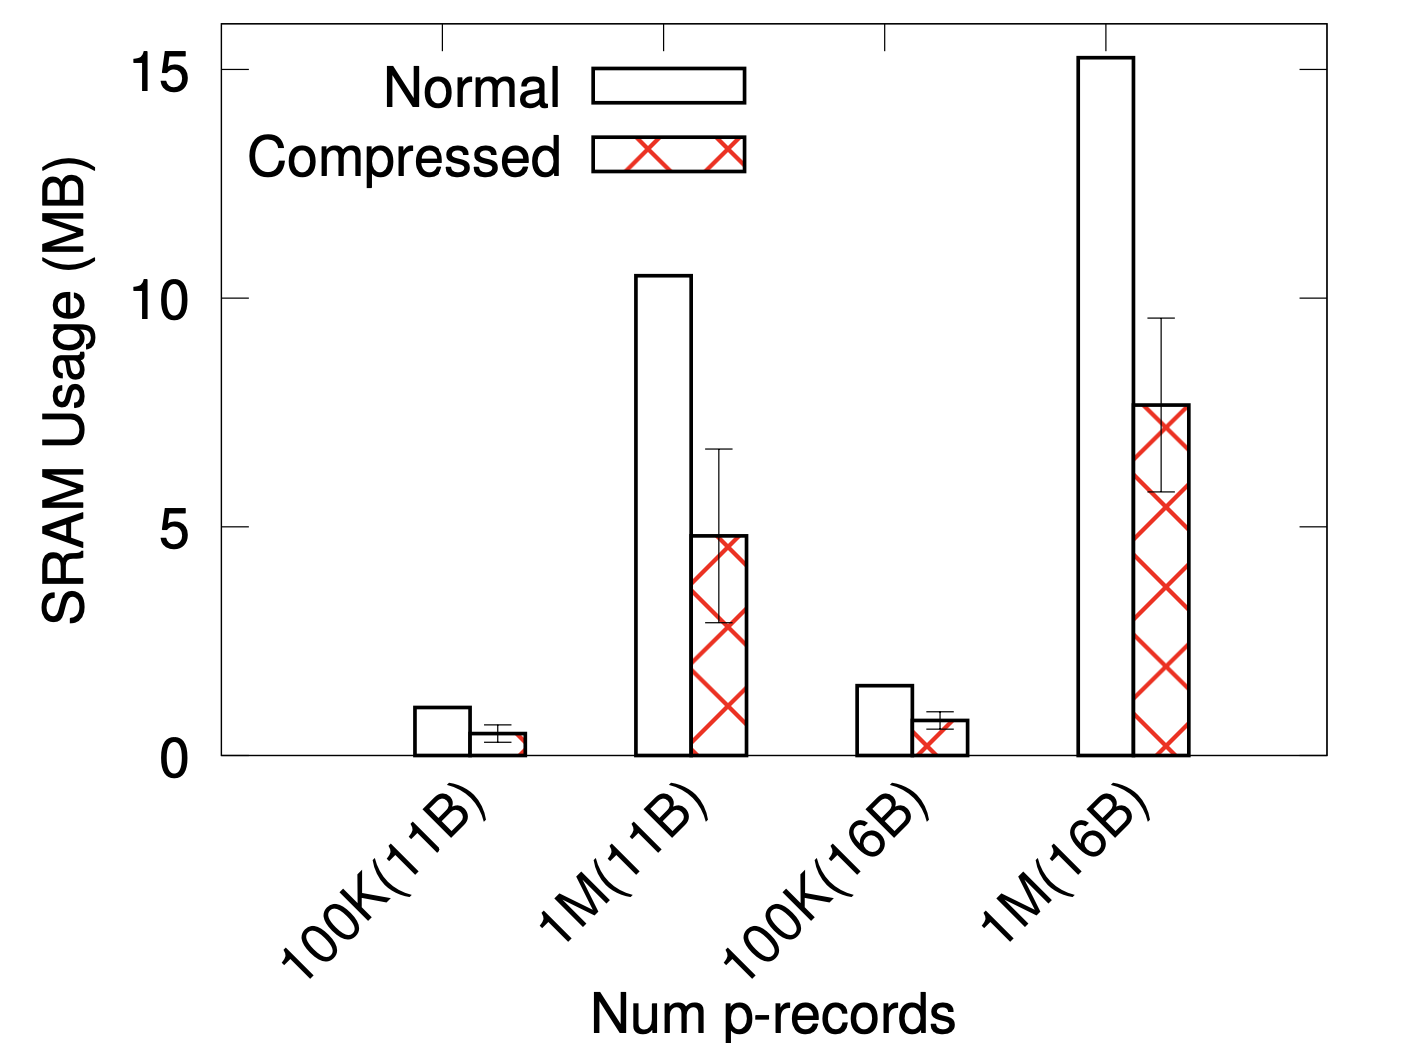 15
10
5
0
SRAM Usage (MB)
Normal
Compressed
100K(11B)
1M(11B)
100K(16B)
1M(16B)
Num p-records